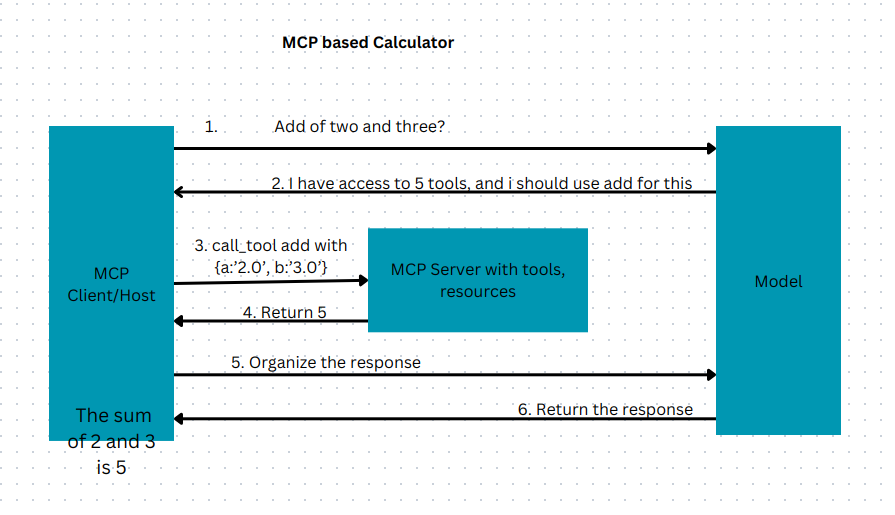 MCP based Calculator
1. Add of two and three?
2. I have access to 5 tools, and i should use add for this
3. call_tool add with
{a:’2.0’, b:’3.0’}
MCP Server with tools,
resources
MCP
Client/Host
Model
4. Return 5
5. Organize the response
6. Return the response
The sum
of 2 and 3
is 5